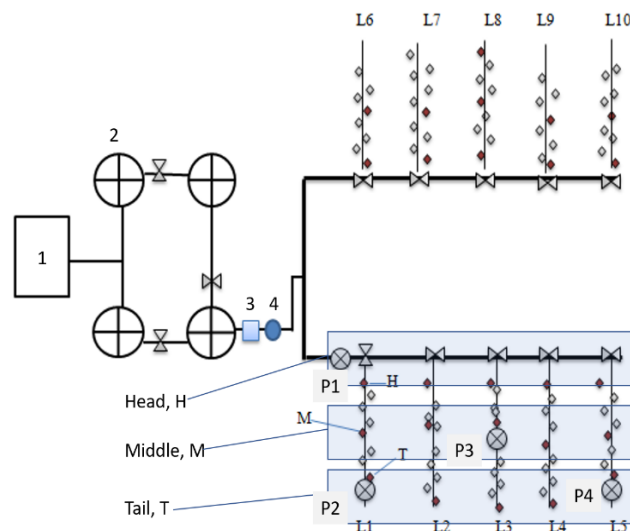 L6 L7 L8 L9 L10
2
1
3 4
P1
H
Head, H
M
Middle, M
P3
T
Tail, T
P2
P4
L1 L2 L3 L4 L5